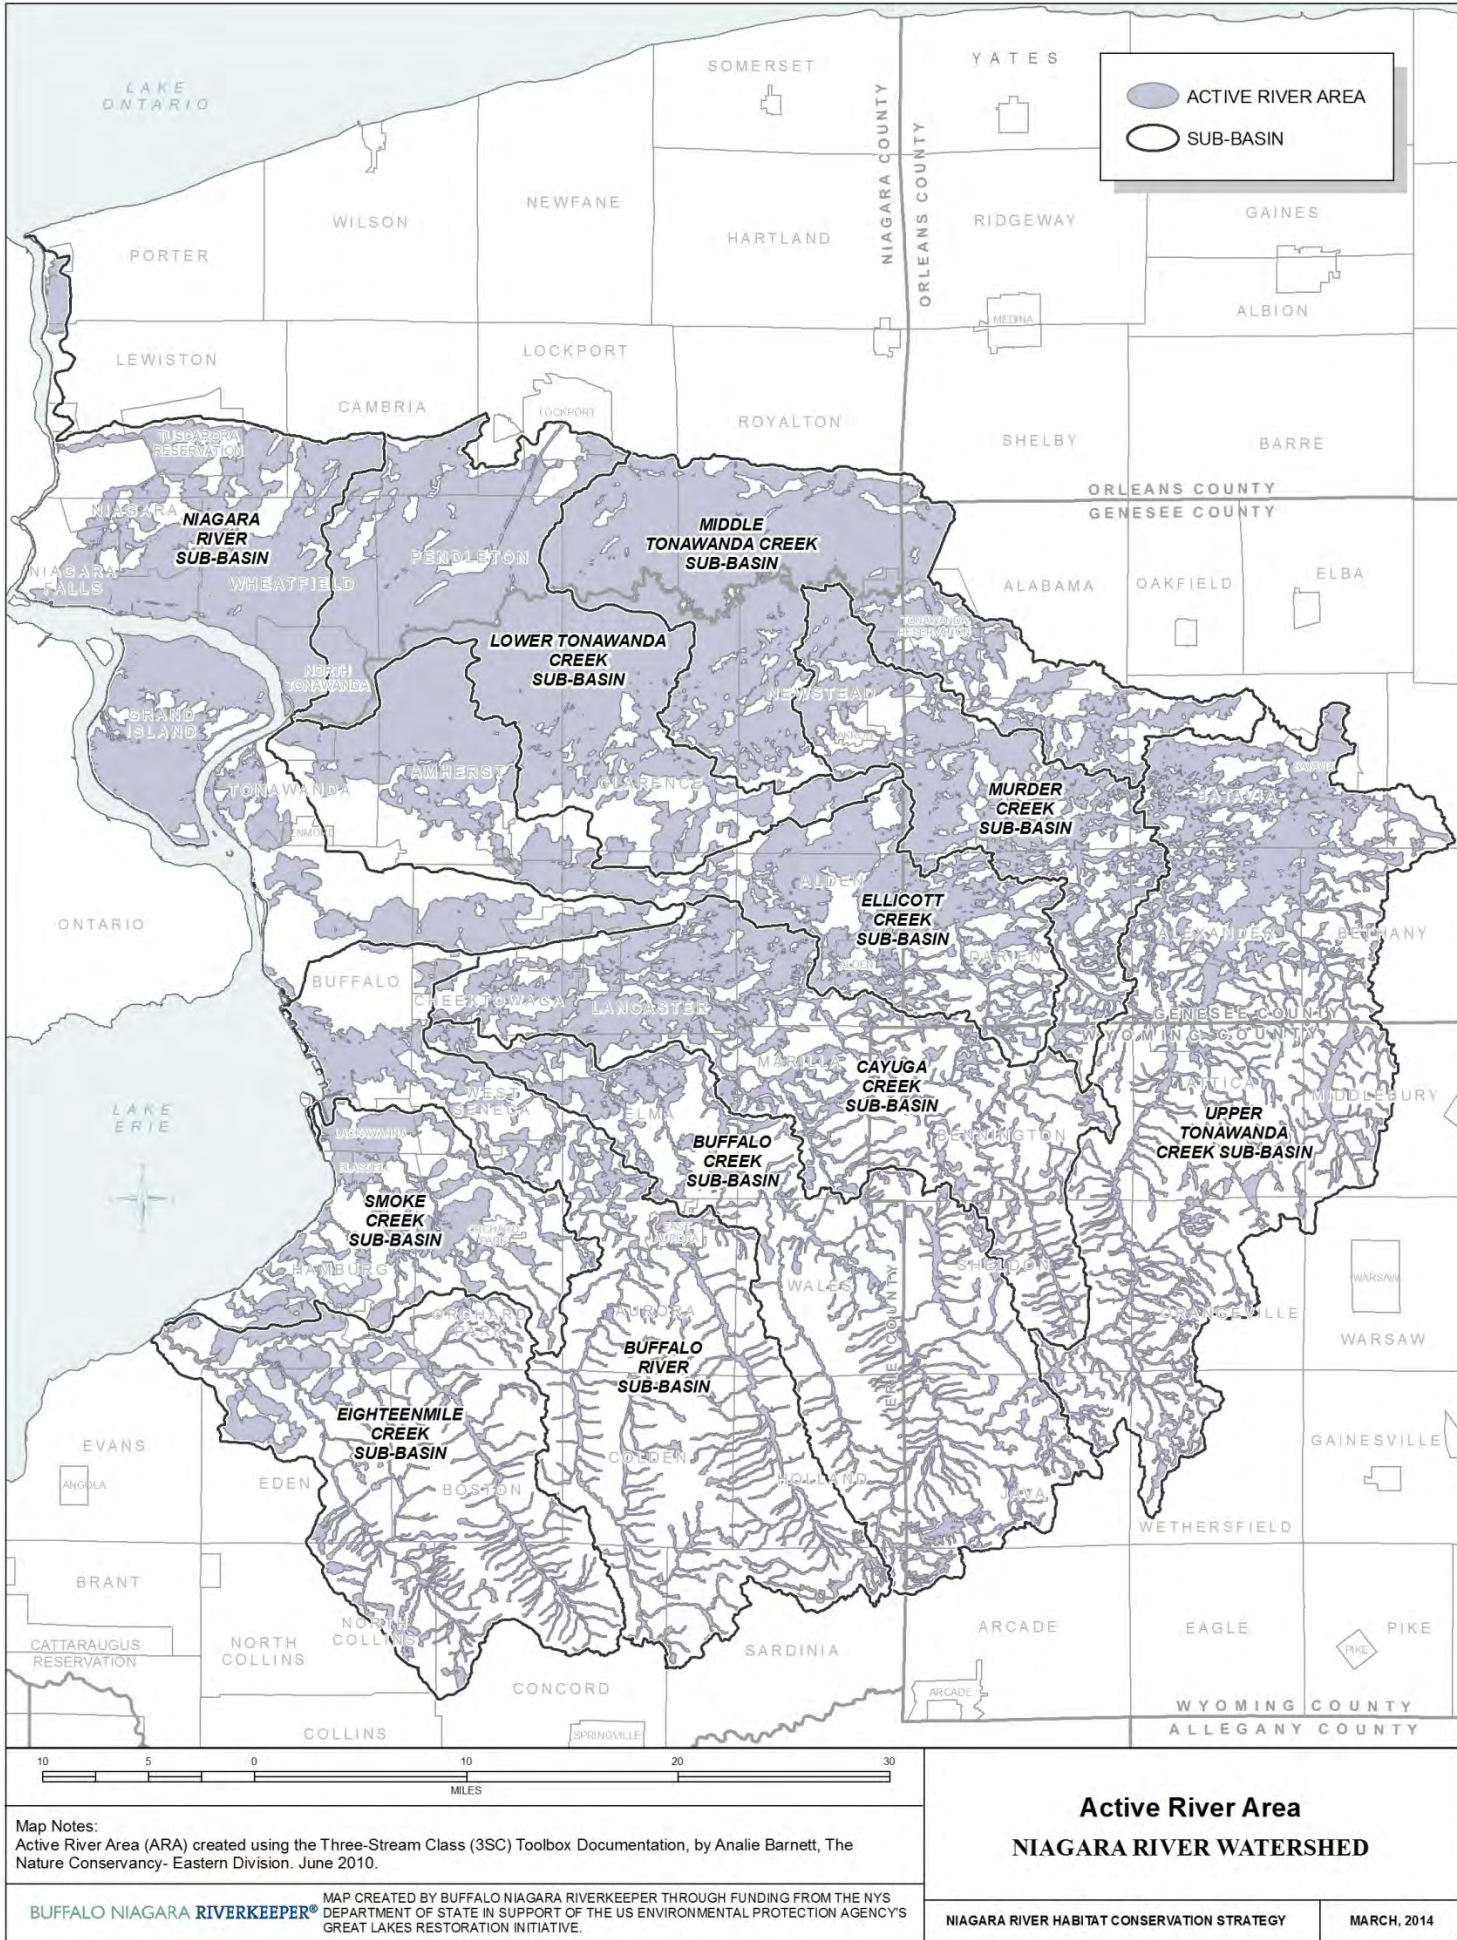 LAKE
ONTARIO
SOMERSET
YATES
ACTIVE RIVER AREA
SUB-BASIN
NIAGARA COUNTY
ORLEANS COUNTY
WILSON
NEWFANE
HARTLAND
RIDGEWAY
GAINES
PORTER
MEDINA
ALBION
LEWISTON
LOCKPORT
CAMBRIA
LOCKPORT
ROYALTON
SHELBY
BARRE
TUSCARORA
RESERVATION
ORLEANS COUNTY
GENESEE COUNTY
NIAGARA
NIAGARA
RIVER
SUB-BASIN
MIDDLE
TONAWANDA CREEK
SUB-BASIN
PENDLETON
NIAGARA
FALLS
WHEATFIELD
ALABAMA
OAKFIELD
ELBA
TONAWANDA
RESERVATION
LOWER TONAWANDA
CREEK
SUB-BASIN
NORTH
TONAWANDA
NEWSTEAD
GRAND
ISLAND
AKRON
AMHERST
CLARENCE
TONAWANDA
KENMORE
BATAVIA
BATAVIA
MURDER
CREEK
SUB-BASIN
ALDEN
ELLICOTT
CREEK
SUB-BASIN
ONTARIO
ALEXANDER
BETHANY
ALDEN
DARIEN
BUFFALO
CHEEKTOWAGA
LANCASTER
GENESEE COUNTY
WYOMING COUNTY
MARILLA
CAYUGA
CREEK
SUB-BASIN
ATTICA
MIDDLEBURY
WEST
SENECA
ELMA
LAKE
ERIE
UPPER
TONAWANDA
CREEK SUB-BASIN
LACKAWANNA
BENNINGTON
BUFFALO
CREEK
SUB-BASIN
BLASDELL
SMOKE
CREEK
SUB-BASIN
ORCHARD
PARK
EAST
AURORA
HAMBURG
WALES
SHELDON
WARSAW
ERIE COUNTY
ORCHARD
PARK
AURORA
ORANGEVILLE
WARSAW
BUFFALO
RIVER
SUB-BASIN
EIGHTEENMILE
CREEK
SUB-BASIN
EVANS
GAINESVILLE
ANGOLA
EDEN
BOSTON
COLDEN
HOLLAND
JAVA
WETHERSFIELD
BRANT
NORTH
COLLINS
NORTH
COLLINS
CATTARAUGUS
RESERVATION
SARDINIA
ARCADE
EAGLE
PIKE
PIKE
CONCORD
ARCADE
WYOMING COUNTY
ALLEGANY COUNTY
COLLINS
SPRINGVILLE
10 5 0 10 20 30
MILES
Map Notes:
Active River Area (ARA) created using the Three-Stream Class (3SC) Toolbox Documentation, by Analie Barnett, The
Nature Conservancy- Eastern Division. June 2010.
BUFFALO NIAGARA RIVERKEEPER®
MAP CREATED BY BUFFALO NIAGARA RIVERKEEPER THROUGH FUNDING FROM THE NYS
DEPARTMENT OF STATE IN SUPPORT OF THE US ENVIRONMENTAL PROTECTION AGENCY'S
GREAT LAKES RESTORATION INITIATIVE.
Active River Area
NIAGARA RIVER WATERSHED
NIAGARA RIVER HABITAT CONSERVATION STRATEGY
MARCH, 2014